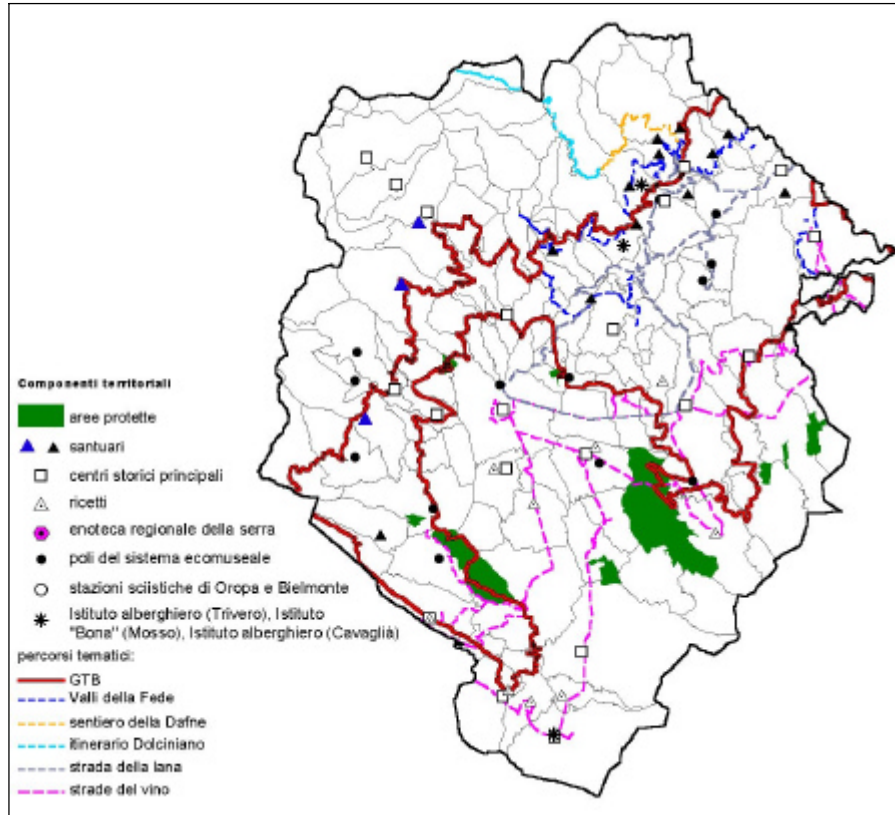 Componenti territoriali
aree protette
santuari
centri storici principali
ricetti
enoteca regionale della serra
poli del sistema ecomuseale
stazioni sciistiche di Oropa e Bielmonte
Istituto alberghiero (Trivero), Istituto
"Bona" (Mosso), Istituto alberghiero (Cavaglià)
percorsi tematici:
GTB
Valli della Fede
sentiero della Dafne
itinerario Dolciniano
strada della lana
strade del vino